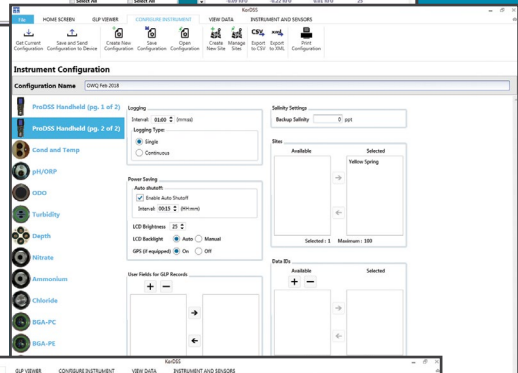 Select All
Select All
KorDSS
File HOME SCREEN GLP VIEWER CONFIGURE INSTRUMENT VIEW DATA INSTRUMENT AND SENSORS
Get Current Configuration
Save and Send Configuration to Device
Create New Configuration
Save Configuration
Open Configuration
Create New Site
Manage Sites
CSV
Export to CSV
xml
Export to XML
Print Configuration
Instrument Configuration
Configuration Name OWQ Feb 2018
ProDSS Handheld (pg. 1 of 2)
ProDSS Handheld (pg. 2 of 2)
Cond and Temp
pH/ORP
ODO
Turbidity
Depth
Nitrate
Ammonium
Chloride
BGA-PC
BGA-PE
Logging
Interval: 01:00 (mm:ss)
Logging Type:
Single
Continuous
Power Saving
Auto shutoff:
Enable Auto Shutoff
Interval: 00:15 (HH:mm)
LCD Brightness 25
LCD Backlight Auto Manual
GPS (if equipped) On Off
User Fields for GLP Records
Salinity Settings
Backup Salinity 0 ppt
Sites
Available Selected
Yellow Spring
Selected : 1 Maximum : 100
Data IDs
Available Selected
KorDSS
GLP VIEWER CONFIGURE INSTRUMENT VIEW DATA INSTRUMENT AND SENSORS